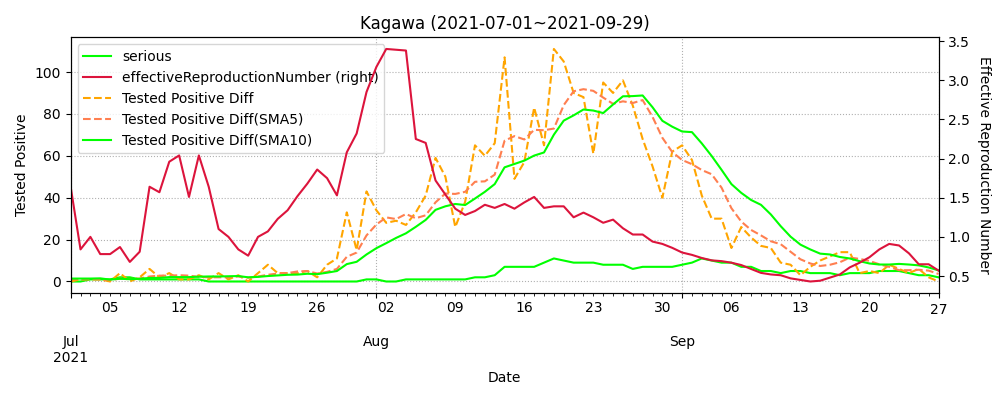 Kagawa (2021-07-01~2021-09-29)
serious
effectiveReproductionNumber (right)
Tested Positive Diff
Tested Positive Diff(SMA5)
Tested Positive Diff(SMA10)
Tested Positive
100
80
60
40
20
0
3.5
3.0
2.5
2.0
1.5
1.0
0.5
Effective Reproduction Number
05 12 19 26 02 09 16 23 30 06 13 20 27
Jul Aug Sep
2021
Date